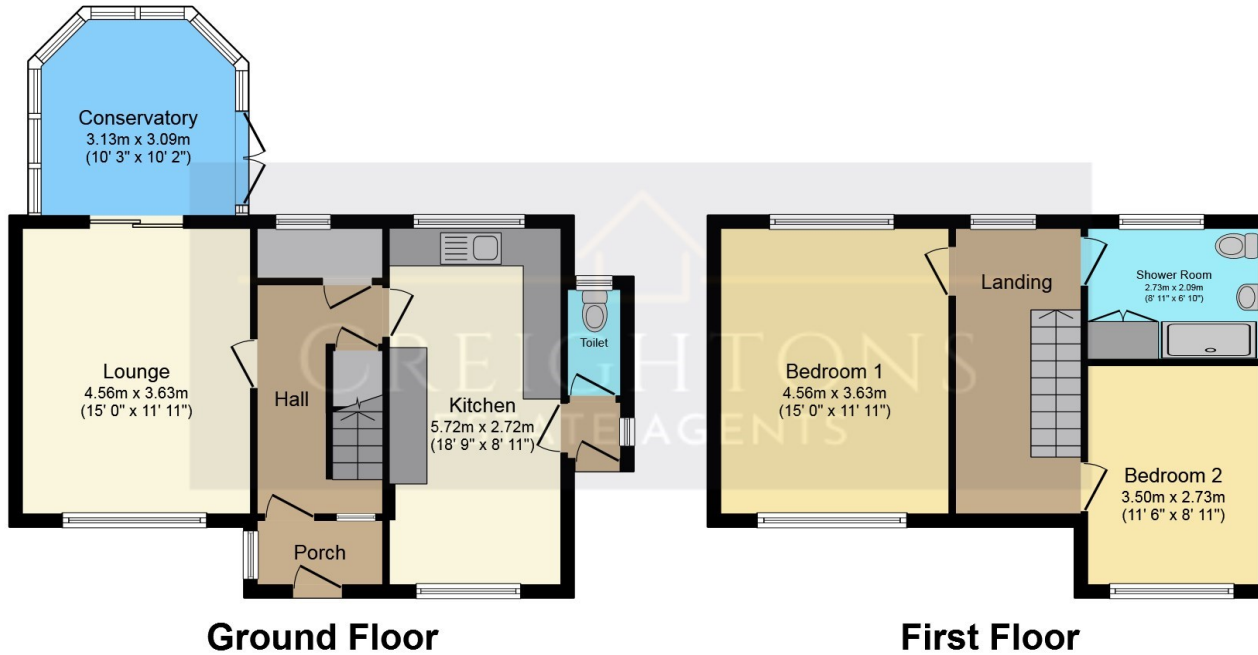 Conservatory
3.13m x 3.09m
(10' 3" x 10' 2")
Lounge
4.56m x 3.63m
(15' 0" x 11' 11")
Hall
Kitchen
5.72m x 2.72m
(18' 9" x 8' 11")
Toilet
Porch
Ground Floor
Bedroom 1
4.56m x 3.63m
(15' 0" x 11' 11")
Landing
Shower Room
2.73m x 2.09m
(8' 11" x 6' 10")
Bedroom 2
3.50m x 2.73m
(11' 6" x 8' 11")
First Floor
CREIGHTONS
ESTATE AGENTS